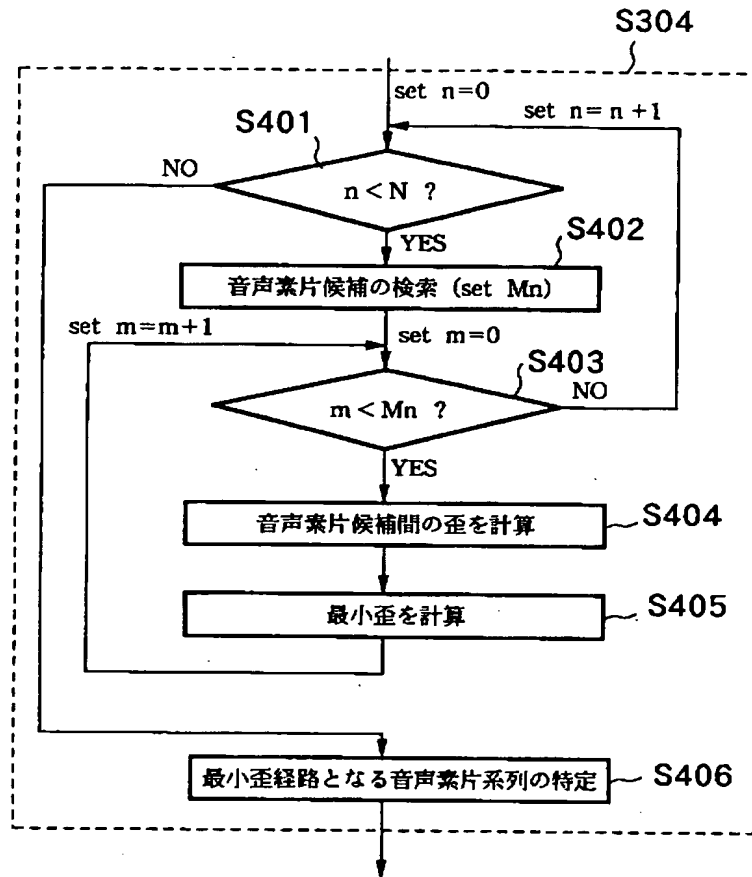 S304
set n=0
set n=n+1
S401
NO
n<N ?
YES
S402
音声素片候補の検索 (set Mn)
set m=m+1
set m=0
S403
NO
m<Mn ?
YES
音声素片候補間の歪を計算
S404
最小歪を計算
S405
最小歪経路となる音声素片系列の特定
S406